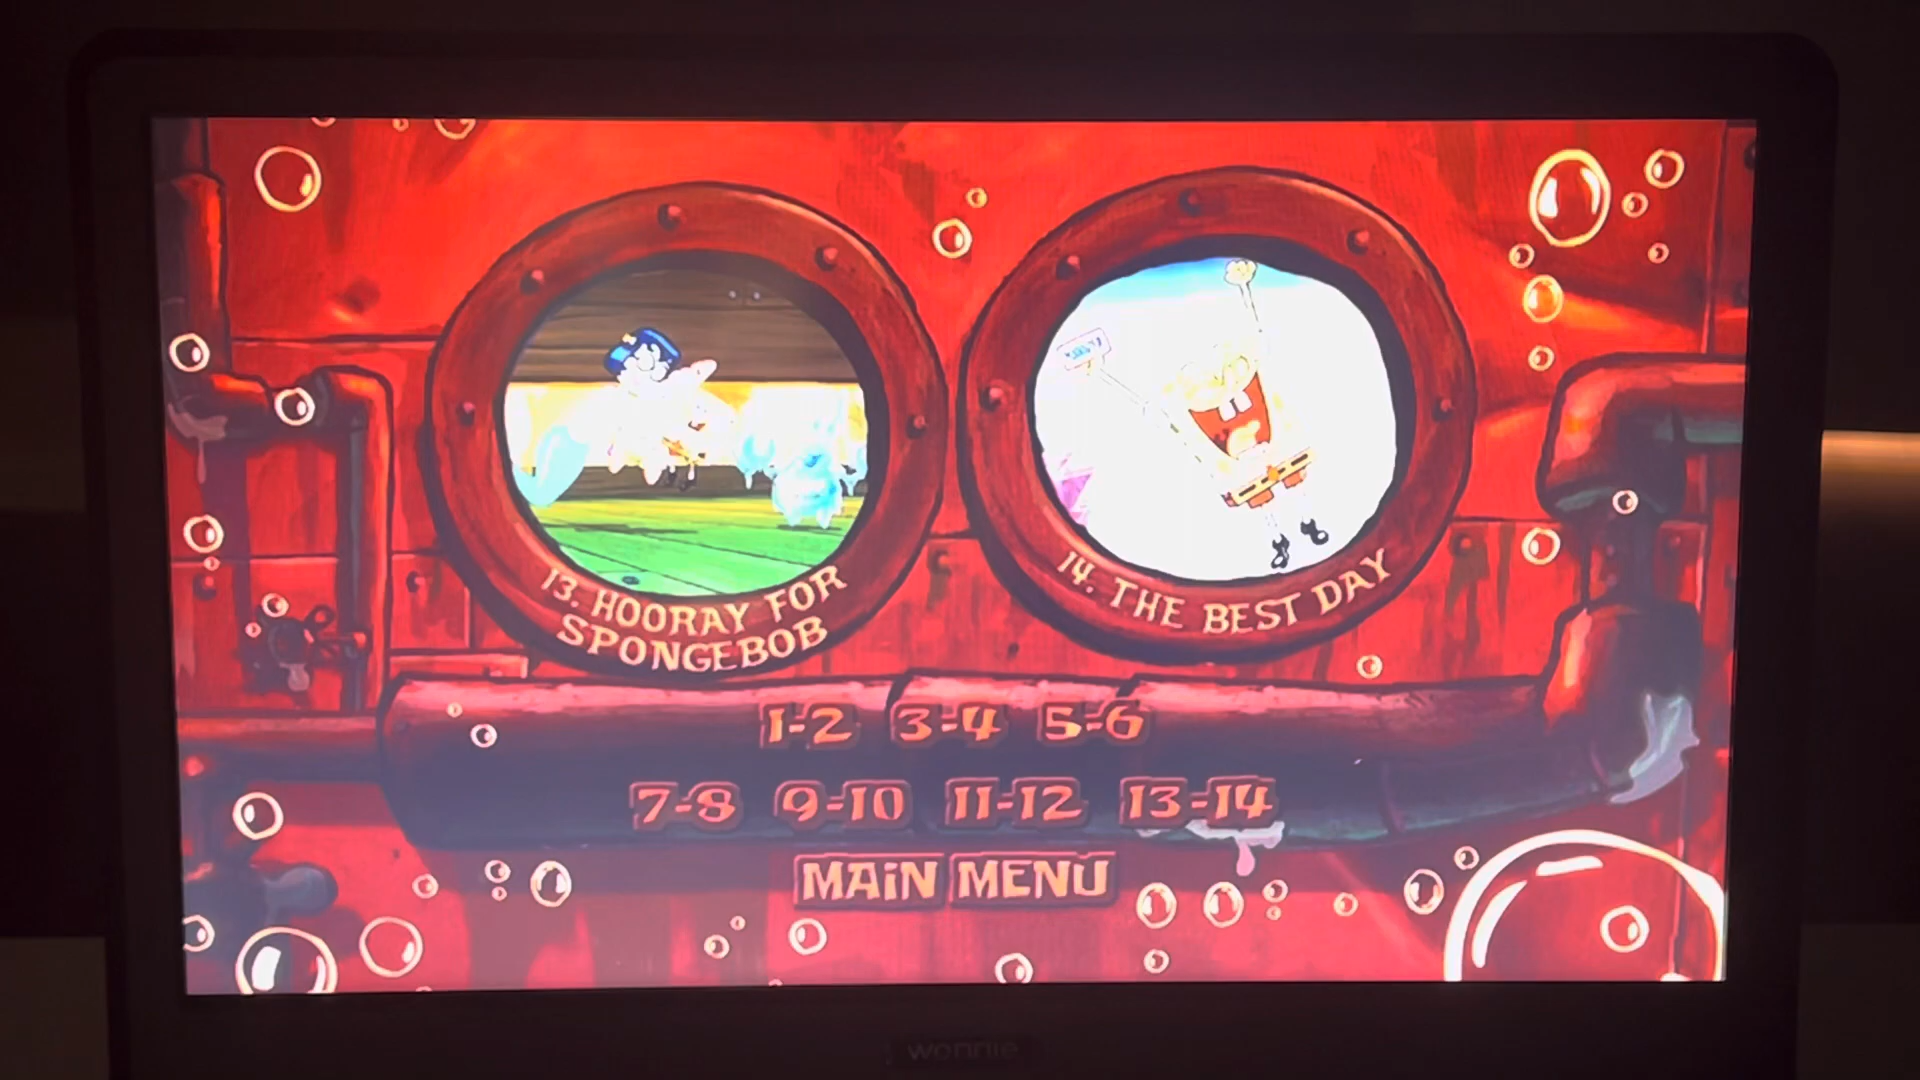 13. HOORAY FOR
SPONGEBOB
14. THE BEST DAY
1-2 3-4 5-6
7-8 9-10 11-12 13-14
MAiN MENU
wonnie